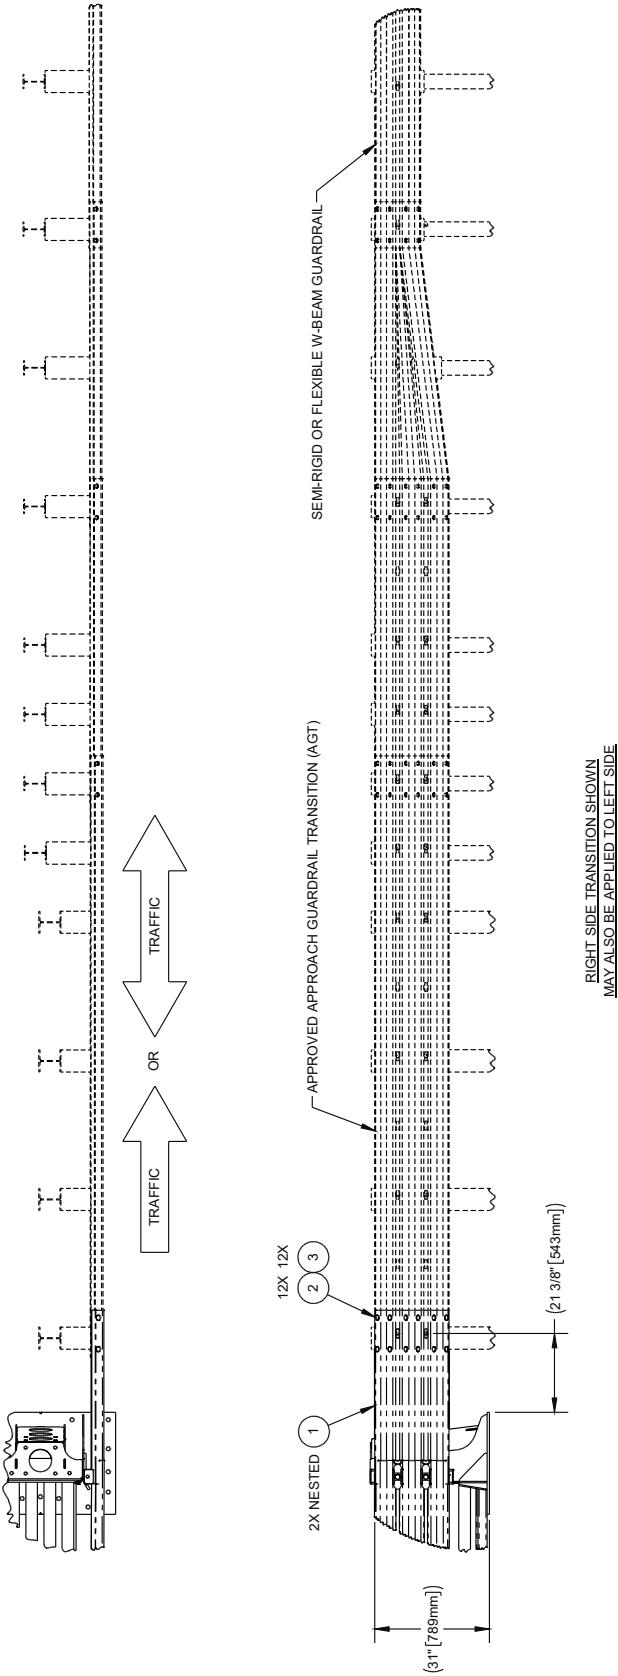 TRAFFIC
OR
TRAFFIC
SEMI-RIGID OR FLEXIBLE W-BEAM GUARDRAIL
APPROVED APPROACH GUARDRAIL TRANSITION (AGT)
12X 12X
2 3
2X NESTED 1
(21 3/8" [543mm])
(31" [789mm])
RIGHT SIDE TRANSITION SHOWN
MAY ALSO BE APPLIED TO LEFT SIDE